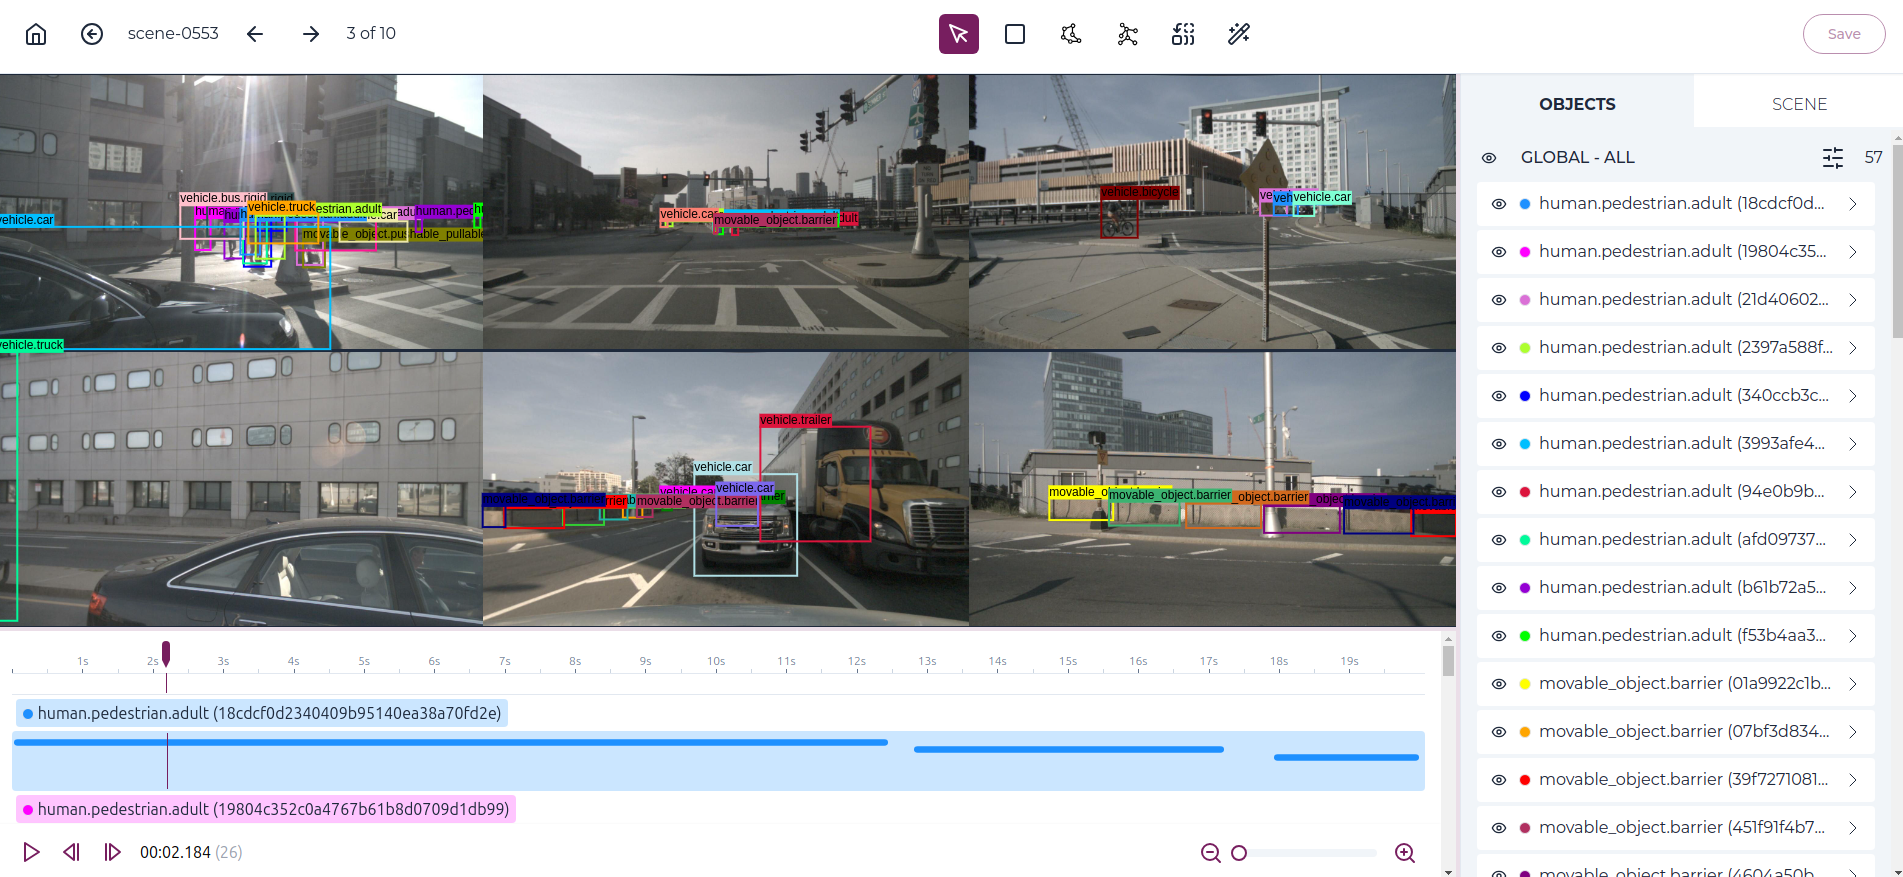 scene-0553
3 of 10
Save
vehicle.bus.rigid
vehicle.truck
vehicle.car
movable_object.pushable_pullable
vehicle.truck
vehicle.car
movable_object.barrier
vehicle.bicycle
vehicle.car
vehicle.trailer
vehicle.car
vehicle.car
movable_object.barrier
movable_object.barrier
_object.barrier
OBJECTS
SCENE
GLOBAL - ALL
57
human.pedestrian.adult (18cdcf0d...
human.pedestrian.adult (19804c35...
human.pedestrian.adult (21d40602...
human.pedestrian.adult (2397a588f...
human.pedestrian.adult (340ccb3c...
human.pedestrian.adult (3993afe4...
human.pedestrian.adult (94e0b9b...
human.pedestrian.adult (afd09737...
human.pedestrian.adult (b61b72a5...
human.pedestrian.adult (f53b4aa3...
movable_object.barrier (01a9922c1b...
movable_object.barrier (07bf3d834...
movable_object.barrier (39f7271081...
movable_object.barrier (451f91f4b7...
movable_object.barrier (4604a50b
1s 2s 3s 4s 5s 6s 7s 8s 9s 10s 11s 12s 13s 14s 15s 16s 17s 18s 19s
human.pedestrian.adult (18cdcf0d2340409b95140ea38a70fd2e)
human.pedestrian.adult (19804c352c0a4767b61b8d0709d1db99)
00:02.184 (26)